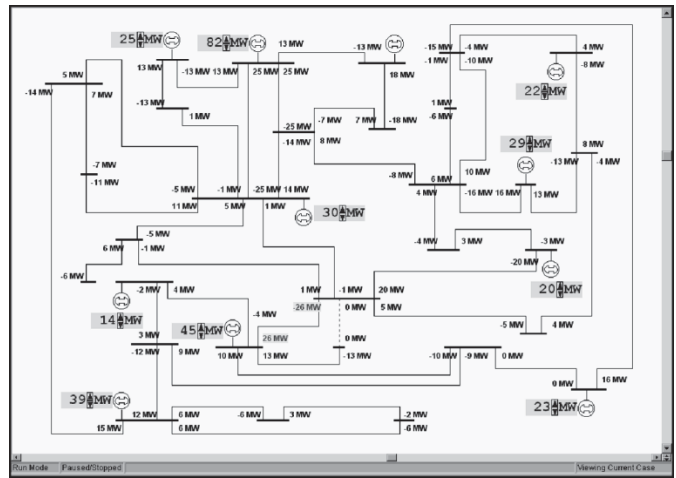 25 MW
82 MW
13 MW
-13 MW
-15 MW
-4 MW
4 MW
13 MW
-13 MW
13 MW
25 MW
25 MW
18 MW
-1 MW
-10 MW
-8 MW
5 MW
-14 MW
7 MW
22 MW
-13 MW
1 MW
-7 MW
7 MW
-18 MW
1 MW
-6 MW
-25 MW
-14 MW
8 MW
29 MW
8 MW
-7 MW
-11 MW
-13 MW
-4 MW
-8 MW
6 MW
10 MW
-5 MW
-1 MW
-25 MW
14 MW
4 MW
-16 MW
16 MW
13 MW
11 MW
5 MW
1 MW
30 MW
-5 MW
6 MW
-1 MW
-4 MW
3 MW
-3 MW
-20 MW
-6 MW
-2 MW
4 MW
1 MW
-1 MW
20 MW
20 MW
-26 MW
0 MW
5 MW
14 MW
45 MW
-4 MW
-5 MW
4 MW
3 MW
26 MW
0 MW
-12 MW
9 MW
10 MW
13 MW
-13 MW
-10 MW
-9 MW
0 MW
0 MW
16 MW
39 MW
23 MW
12 MW
6 MW
-6 MW
3 MW
-2 MW
15 MW
6 MW
-6 MW
Run Mode
Paused/Stopped
Viewing Current Case